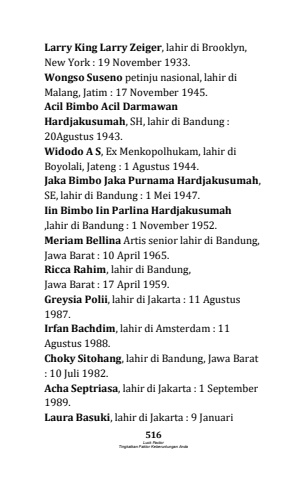 Larry King Larry Zeiger, lahir di Brooklyn,
New York : 19 November 1933.
Wongso Suseno petinju nasional, lahir di
Malang, Jatim : 17 November 1945.
Acil Bimbo Acil Darmawan
Hardjakusumah, SH, lahir di Bandung :
20Agustus 1943.
Widodo A S, Ex Menkopolhukam, lahir di
Boyolali, Jateng : 1 Agustus 1944.
Jaka Bimbo Jaka Purnama Hardjakusumah,
SE, lahir di Bandung : 1 Mei 1947.
Iin Bimbo Iin Parlina Hardjakusumah
,lahir di Bandung : 1 November 1952.
Meriam Bellina Artis senior lahir di Bandung,
Jawa Barat : 10 April 1965.
Ricca Rahim, lahir di Bandung,
Jawa Barat : 17 April 1959.
Greysia Polii, lahir di Jakarta : 11 Agustus
1987.
Irfan Bachdim, lahir di Amsterdam : 11
Agustus 1988.
Choky Sitohang, lahir di Bandung, Jawa Barat
: 10 Juli 1982.
Acha Septriasa, lahir di Jakarta : 1 September
1989.
Laura Basuki, lahir di Jakarta : 9 Januari
516
Luck Factor
Tingkatkan Faktor Keberuntungan Anda